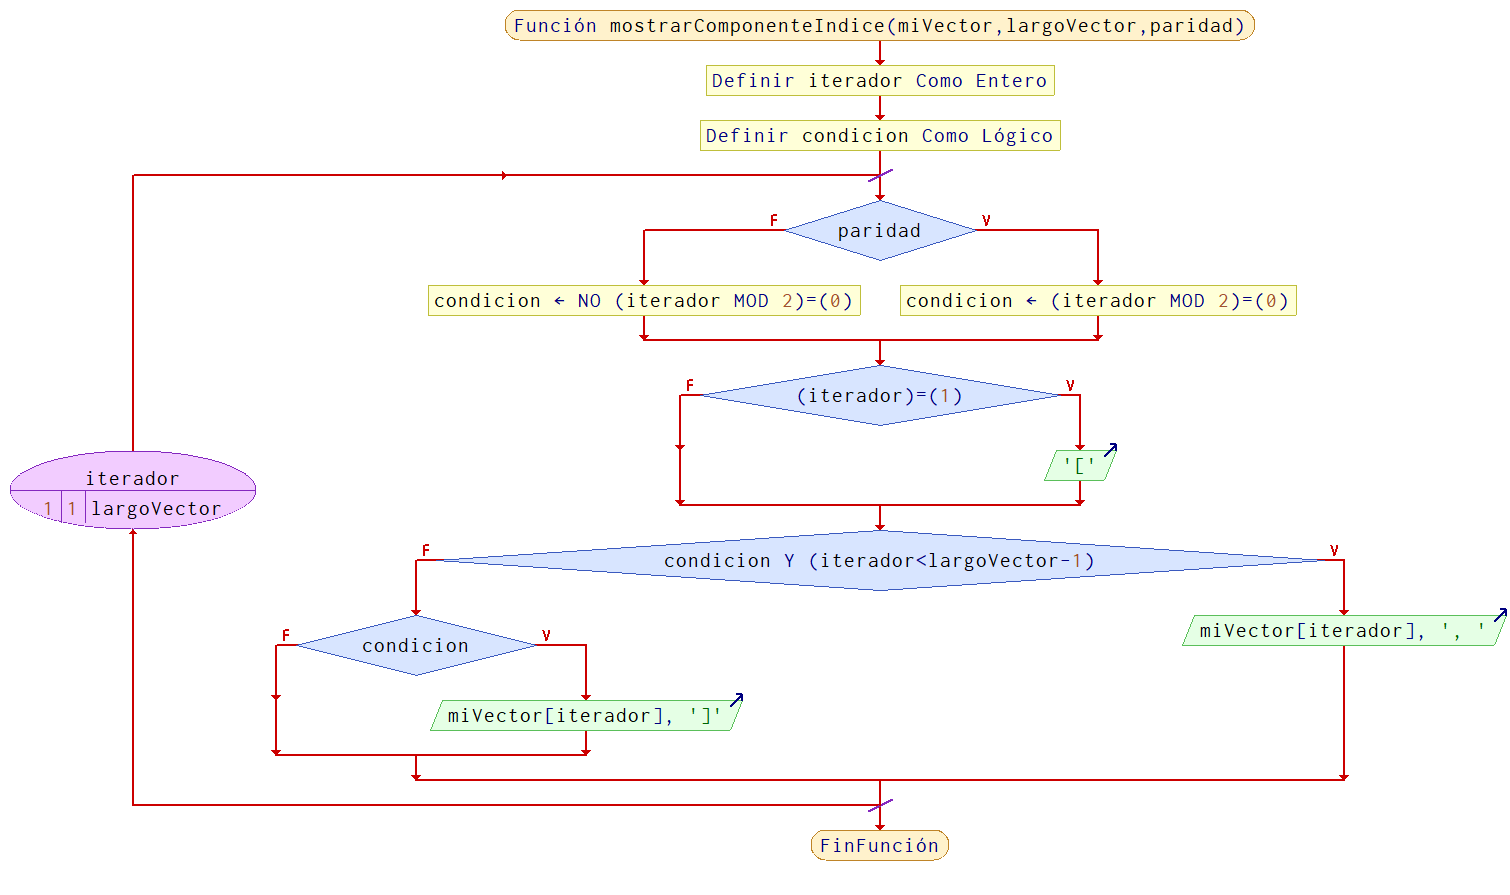 Función mostrarComponenteIndice(miVector,largoVector,paridad)
Definir iterador Como Entero
Definir condicion Como Lógico
F
V
paridad
condicion ← NO (iterador MOD 2)=(0)
condicion ← (iterador MOD 2)=(0)
F
V
(iterador)=(1)
'['
iterador
1 1 largoVector
F
V
condicion Y (iterador<largoVector-1)
miVector[iterador], ', '
F
V
condicion
miVector[iterador], ']'
FinFunción